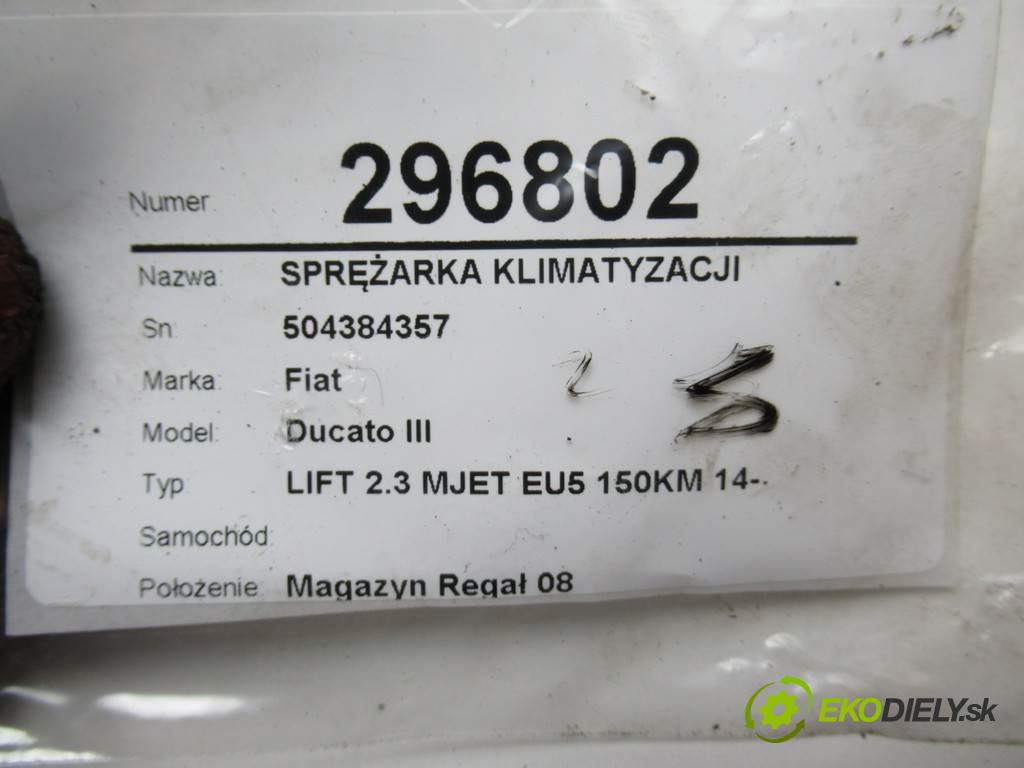 Numer: 296802
Nazwa: SPRĘŻARKA KLIMATYZACJI
Sn: 504384357
Marka: Fiat
Model: Ducato III
Typ LIFT 2.3 MJET EU5 150KM 14-.
Samochód:
Położenie: Magazyn Regał 08
EKODIELY.sk